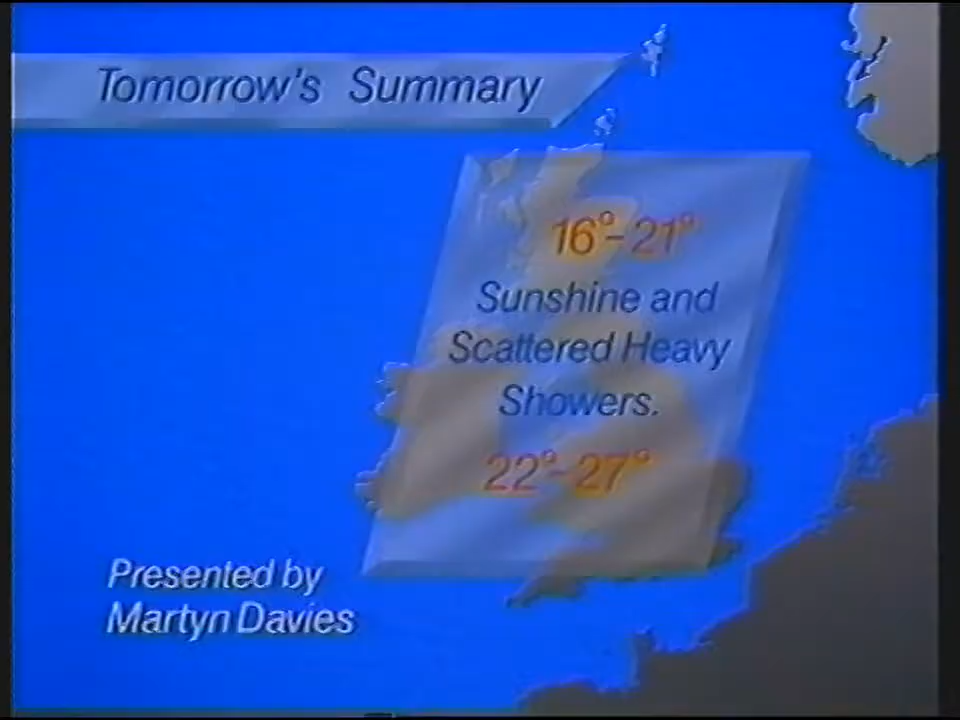 Tomorrow's Summary
16°-21°
Sunshine and
Scattered Heavy
Showers.
22°-27°
Presented by
Martyn Davies